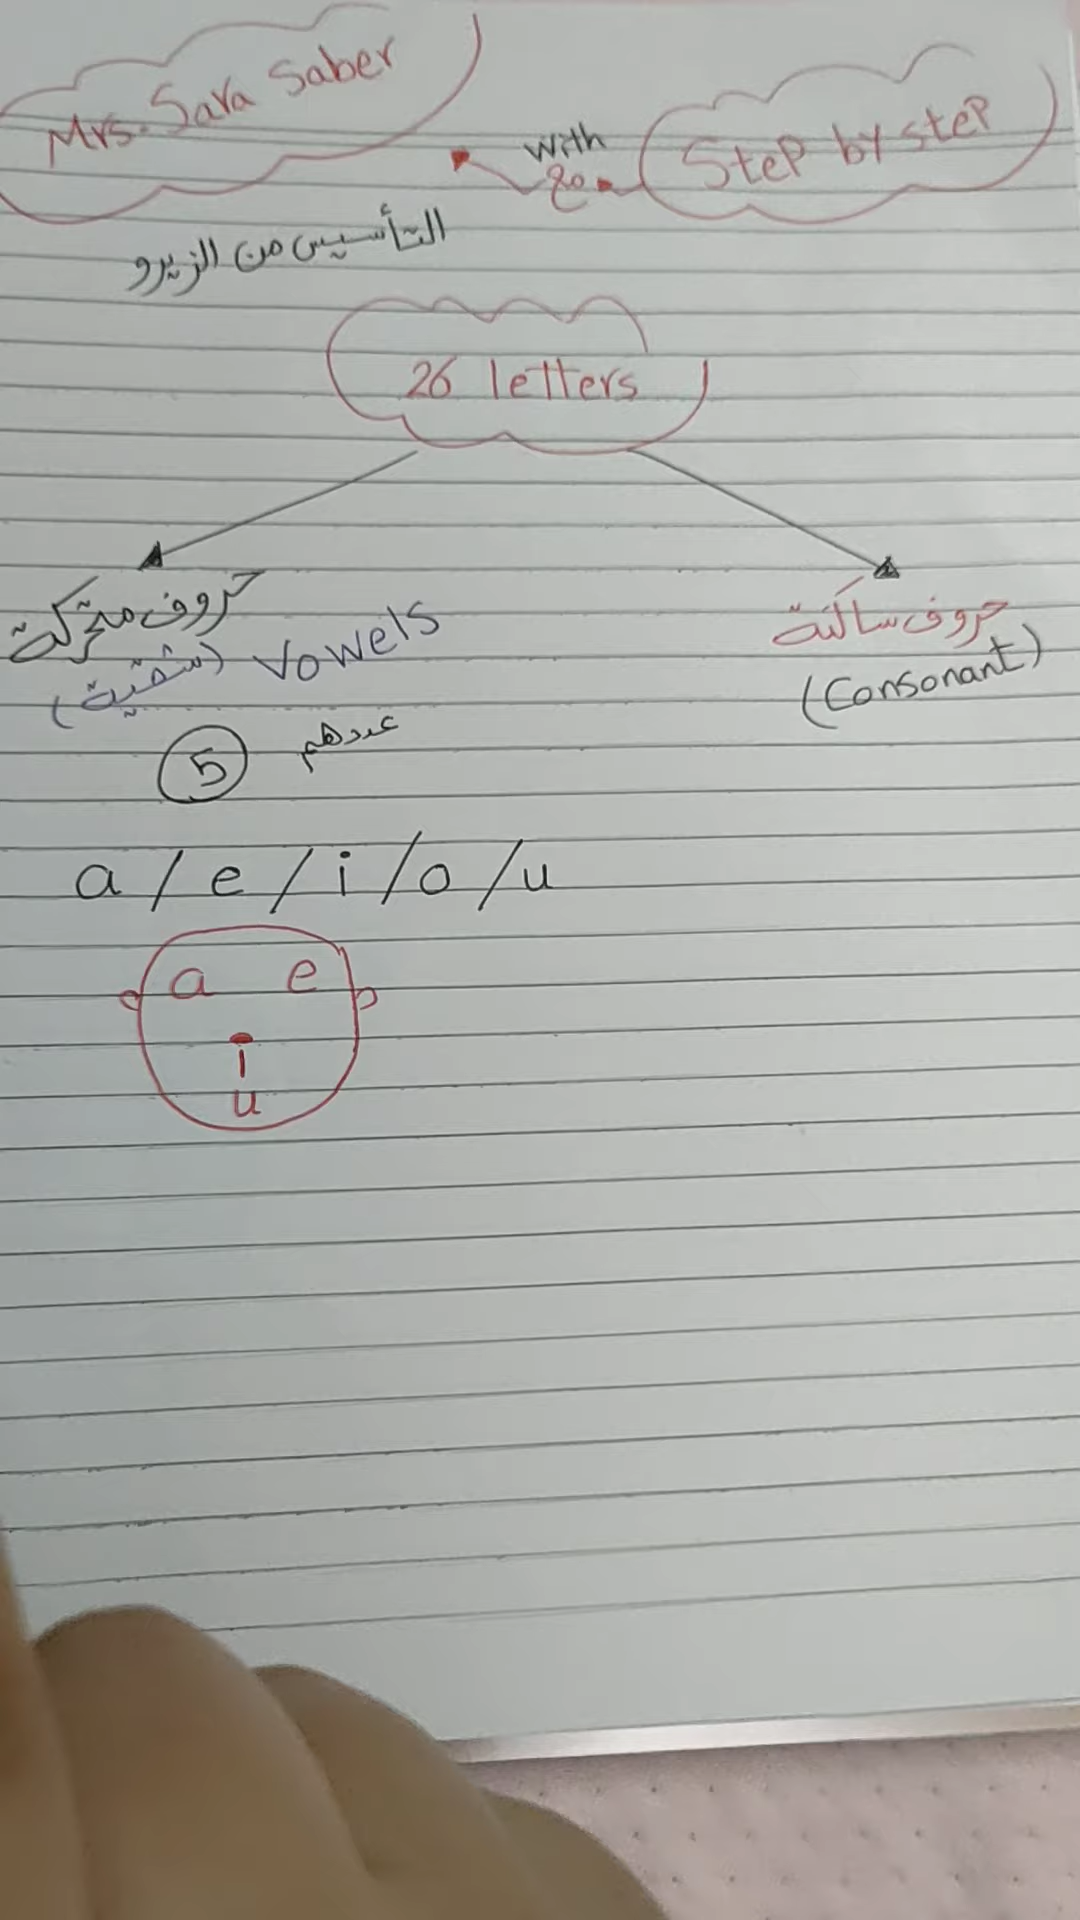 Mrs. Sara Saber
with
مع
Step by step
التأسيس من الزيرو
26 letters
حروف متحركة
(شفية) Vowels
عددهم 5
حروف ساكنة
(Consonant)
a / e / i / o / u
a e
i
u